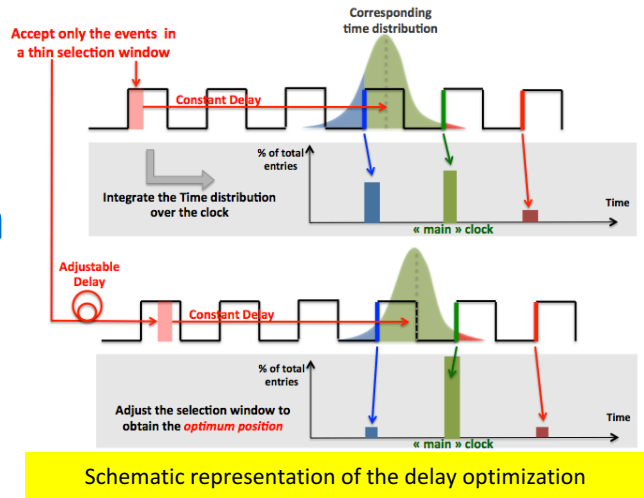 Corresponding
time distribution
Accept only the events in
a thin selection window
Constant Delay
% of total
entries
Integrate the Time distribution
over the clock
Time
« main » clock
Adjustable
Delay
Constant Delay
% of total
entries
Adjust the selection window to
obtain the optimum position
Time
« main » clock
Schematic representation of the delay optimization